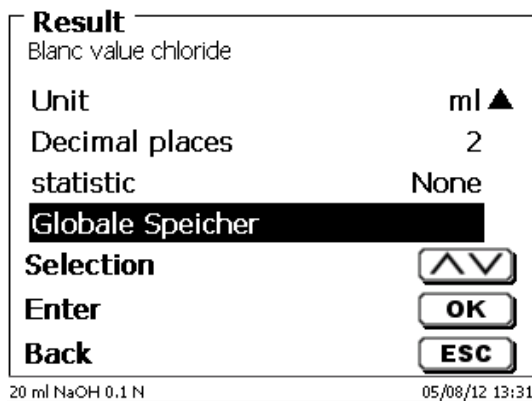 Result
Blanc value chloride
Unit ml ▲
Decimal places 2
statistic None
Globale Speicher
Selection
Enter OK
Back ESC
20 ml NaOH 0.1 N 05/08/12 13:31